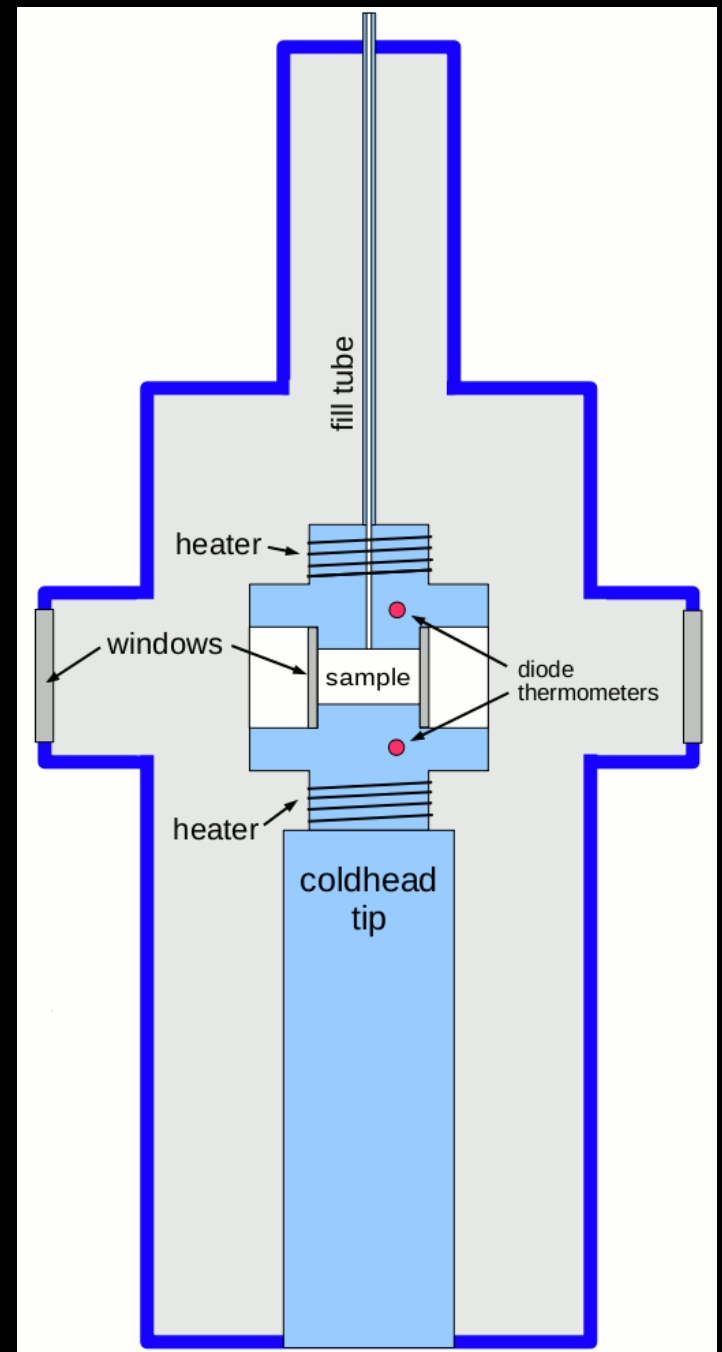 fill tube
heater
windows
sample
diode
thermometers
heater
coldhead
tip